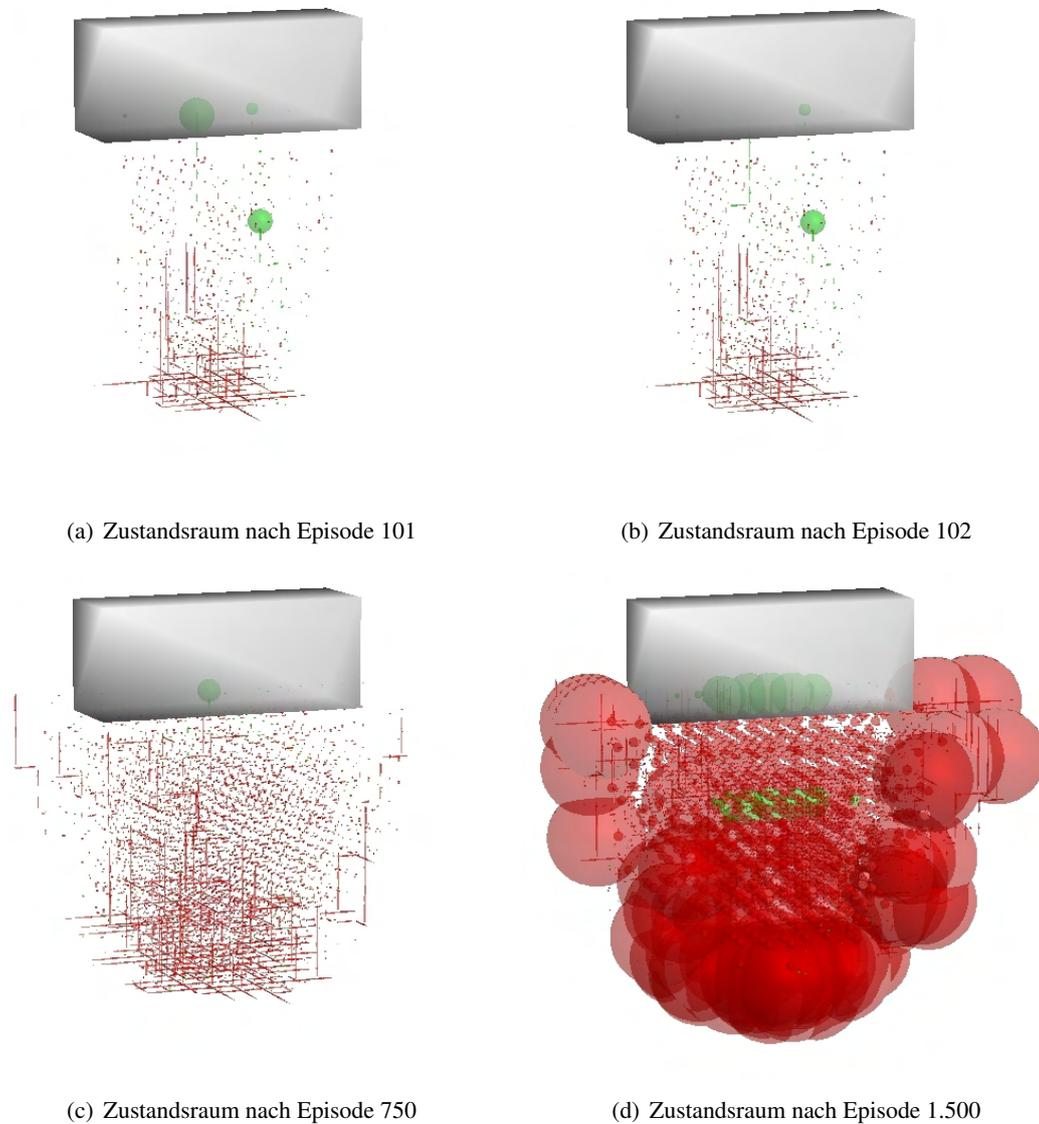 (a) Zustandsraum nach Episode 101
(b) Zustandsraum nach Episode 102
(c) Zustandsraum nach Episode 750
(d) Zustandsraum nach Episode 1.500